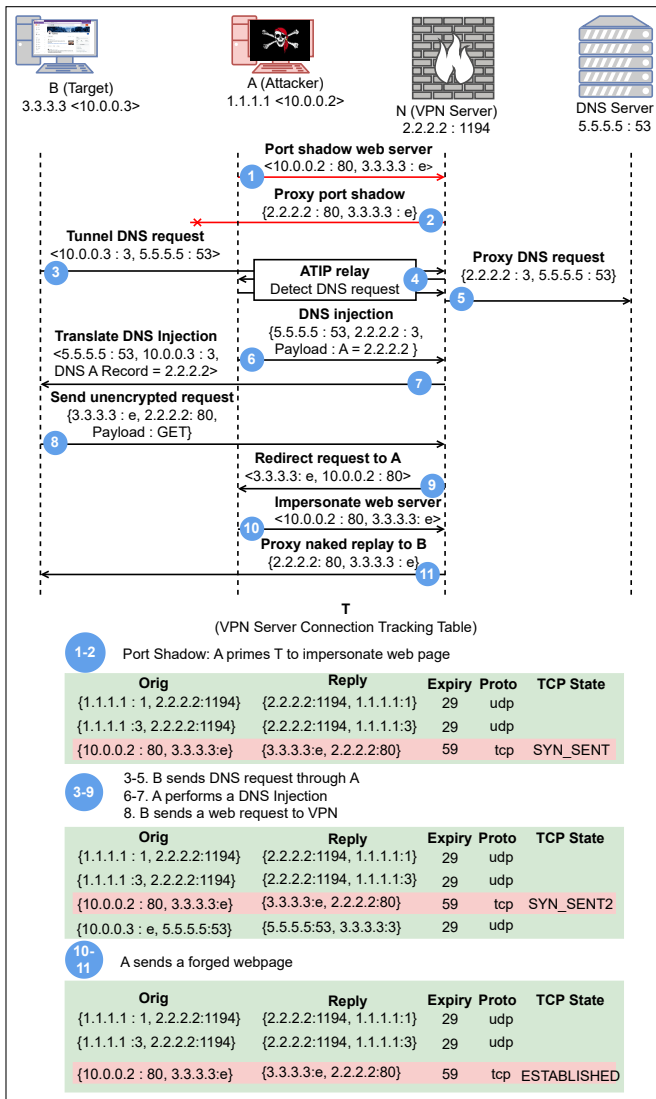 B (Target)
3.3.3.3 <10.0.0.3>
A (Attacker)
1.1.1.1 <10.0.0.2>
N (VPN Server)
2.2.2.2 : 1194
DNS Server
5.5.5.5 : 53
Port shadow web server
<10.0.0.2 : 80, 3.3.3.3 : e>
1
Proxy port shadow
{2.2.2.2 : 80, 3.3.3.3 : e}
2
Tunnel DNS request
<10.0.0.3 : 3, 5.5.5.5 : 53>
3
ATIP relay
Detect DNS request
4
Proxy DNS request
{2.2.2.2 : 3, 5.5.5.5 : 53}
5
DNS injection
{5.5.5.5 : 53, 2.2.2.2 : 3,
Payload : A = 2.2.2.2 }
6
Translate DNS Injection
<5.5.5.5 : 53, 10.0.0.3 : 3,
DNS A Record = 2.2.2.2>
7
Send unencrypted request
{3.3.3.3 : e, 2.2.2.2: 80,
Payload : GET}
8
Redirect request to A
<3.3.3.3: e, 10.0.0.2 : 80>
9
Impersonate web server
<10.0.0.2 : 80, 3.3.3.3: e>
10
Proxy naked replay to B
{2.2.2.2: 80, 3.3.3.3 : e}
11
T
(VPN Server Connection Tracking Table)
1-2
Port Shadow: A primes T to impersonate web page
Orig Reply Expiry Proto TCP State
{1.1.1.1 : 1, 2.2.2.2:1194} {2.2.2.2:1194, 1.1.1.1:1} 29 udp
{1.1.1.1 :3, 2.2.2.2:1194} {2.2.2.2:1194, 1.1.1.1:3} 29 udp
{10.0.0.2 : 80, 3.3.3.3:e} {3.3.3.3:e, 2.2.2.2:80} 59 tcp SYN_SENT
3-9
3-5. B sends DNS request through A
6-7. A performs a DNS Injection
8. B sends a web request to VPN
Orig Reply Expiry Proto TCP State
{1.1.1.1 : 1, 2.2.2.2:1194} {2.2.2.2:1194, 1.1.1.1:1} 29 udp
{1.1.1.1 :3, 2.2.2.2:1194} {2.2.2.2:1194, 1.1.1.1:3} 29 udp
{10.0.0.2 : 80, 3.3.3.3:e} {3.3.3.3:e, 2.2.2.2:80} 59 tcp SYN_SENT2
{10.0.0.3 : e, 5.5.5.5:53} {5.5.5.5:53, 3.3.3.3:3} 29 udp
10-
11
A sends a forged webpage
Orig Reply Expiry Proto TCP State
{1.1.1.1 : 1, 2.2.2.2:1194} {2.2.2.2:1194, 1.1.1.1:1} 29 udp
{1.1.1.1 :3, 2.2.2.2:1194} {2.2.2.2:1194, 1.1.1.1:3} 29 udp
{10.0.0.2 : 80, 3.3.3.3:e} {3.3.3.3:e, 2.2.2.2:80} 59 tcp ESTABLISHED